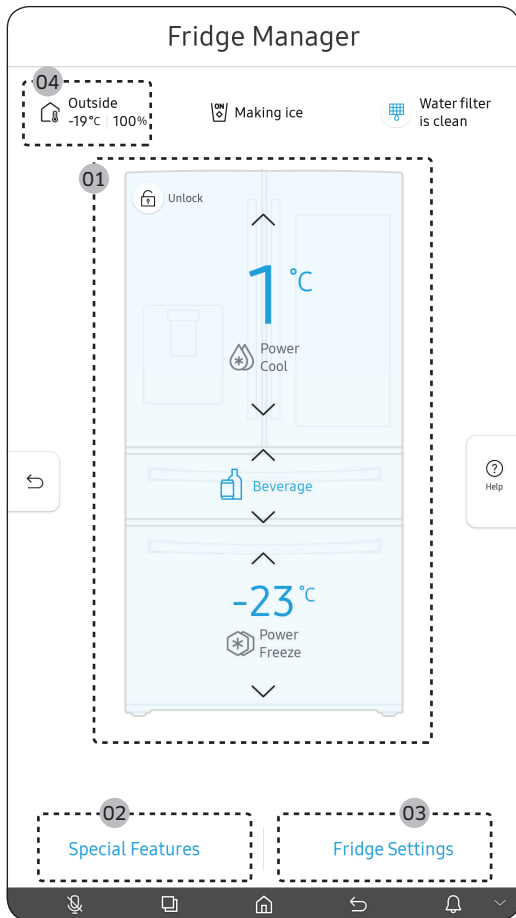 Fridge Manager
04
Outside
-19°C | 100%
ON
Making ice
Water filter
is clean
01
Unlock
1°C
Power
Cool
Beverage
Help
-23°C
Power
Freeze
02
03
Special Features
Fridge Settings